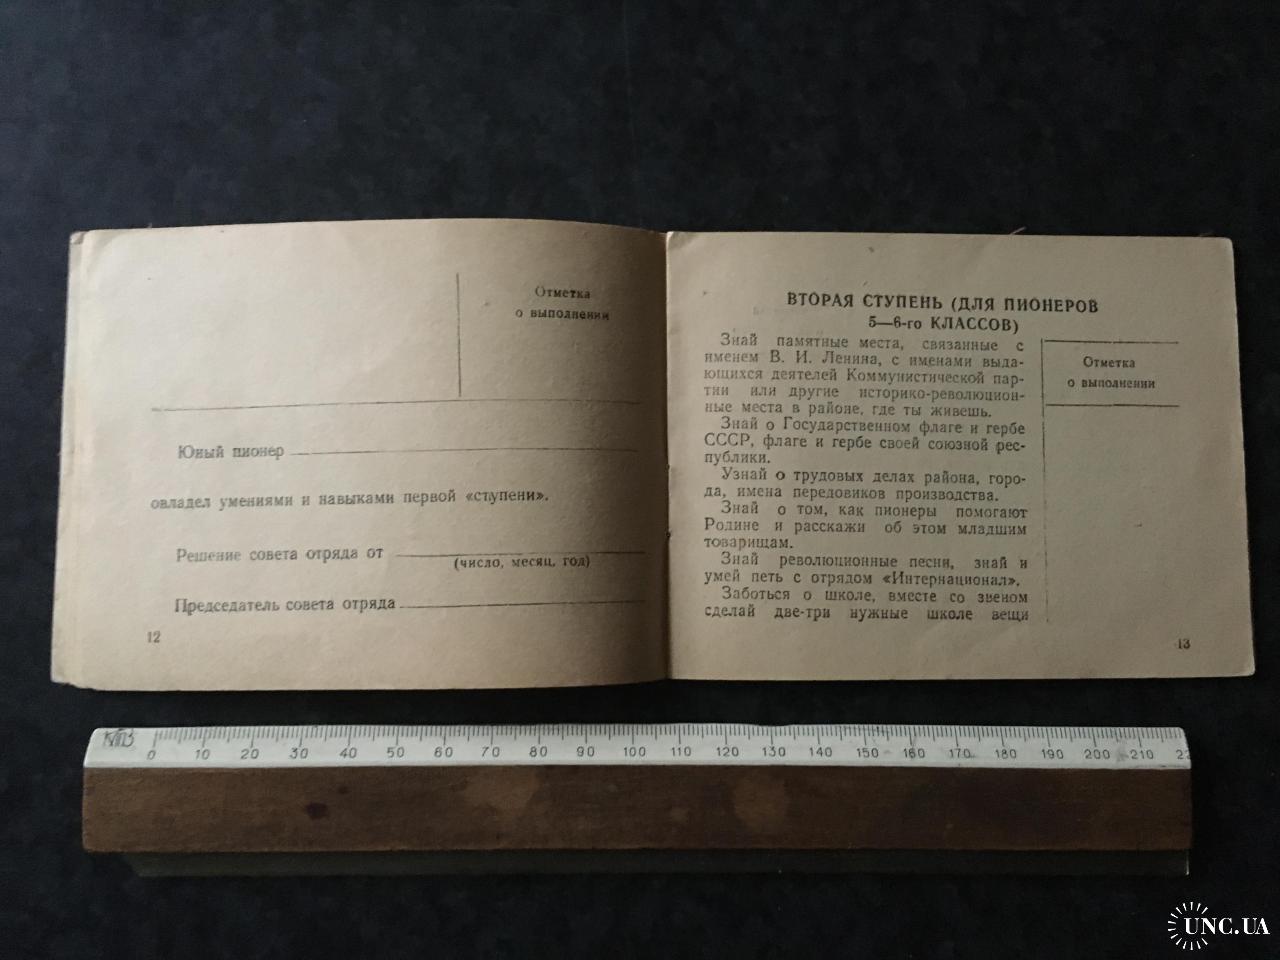 Отметка
о выполнении
Юный пионер
овладел умениями и навыками первой «ступени».
Решение совета отряда от
(число, месяц, год)
Председатель совета отряда
12
ВТОРАЯ СТУПЕНЬ (ДЛЯ ПИОНЕРОВ
5—6-го КЛАССОВ)
Знай памятные места, связанные с
именем В. И. Ленина, с именами выда-
ющихся деятелей Коммунистической пар-
тии или другие историко-революцион-
ные места в районе, где ты живешь.
Знай о Государственном флаге и гербе
СССР, флаге и гербе своей союзной рес-
публики.
Узнай о трудовых делах района, горо-
да, имена передовиков производства.
Знай о том, как пионеры помогают
Родине и расскажи об этом младшим
товарищам.
Знай революционные песни, знай и
умей петь с отрядом «Интернационал».
Заботься о школе, вместе со звеном
сделай две-три нужные школе вещи
Отметка
о выполнении
13
0 10 20 30 40 50 60 70 80 90 100 110 120 130 140 150 160 170 180 190 200 210 22
UNC.UA